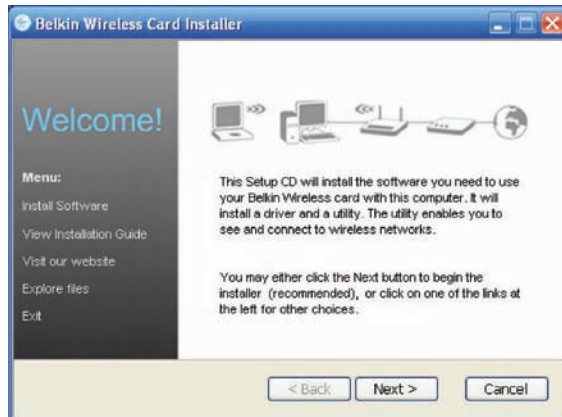 Belkin Wireless Card Installer
Welcome!
Menu:
Install Software
View Installation Guide
Visit our website
Explore files
Exit
This Setup CD will install the software you need to use
your Belkin Wireless card with this computer. It will
install a driver and a utility. The utility enables you to
see and connect to wireless networks.
You may either click the Next button to begin the
installer (recommended), or click on one of the links at
the left for other choices.
< Back
Next >
Cancel